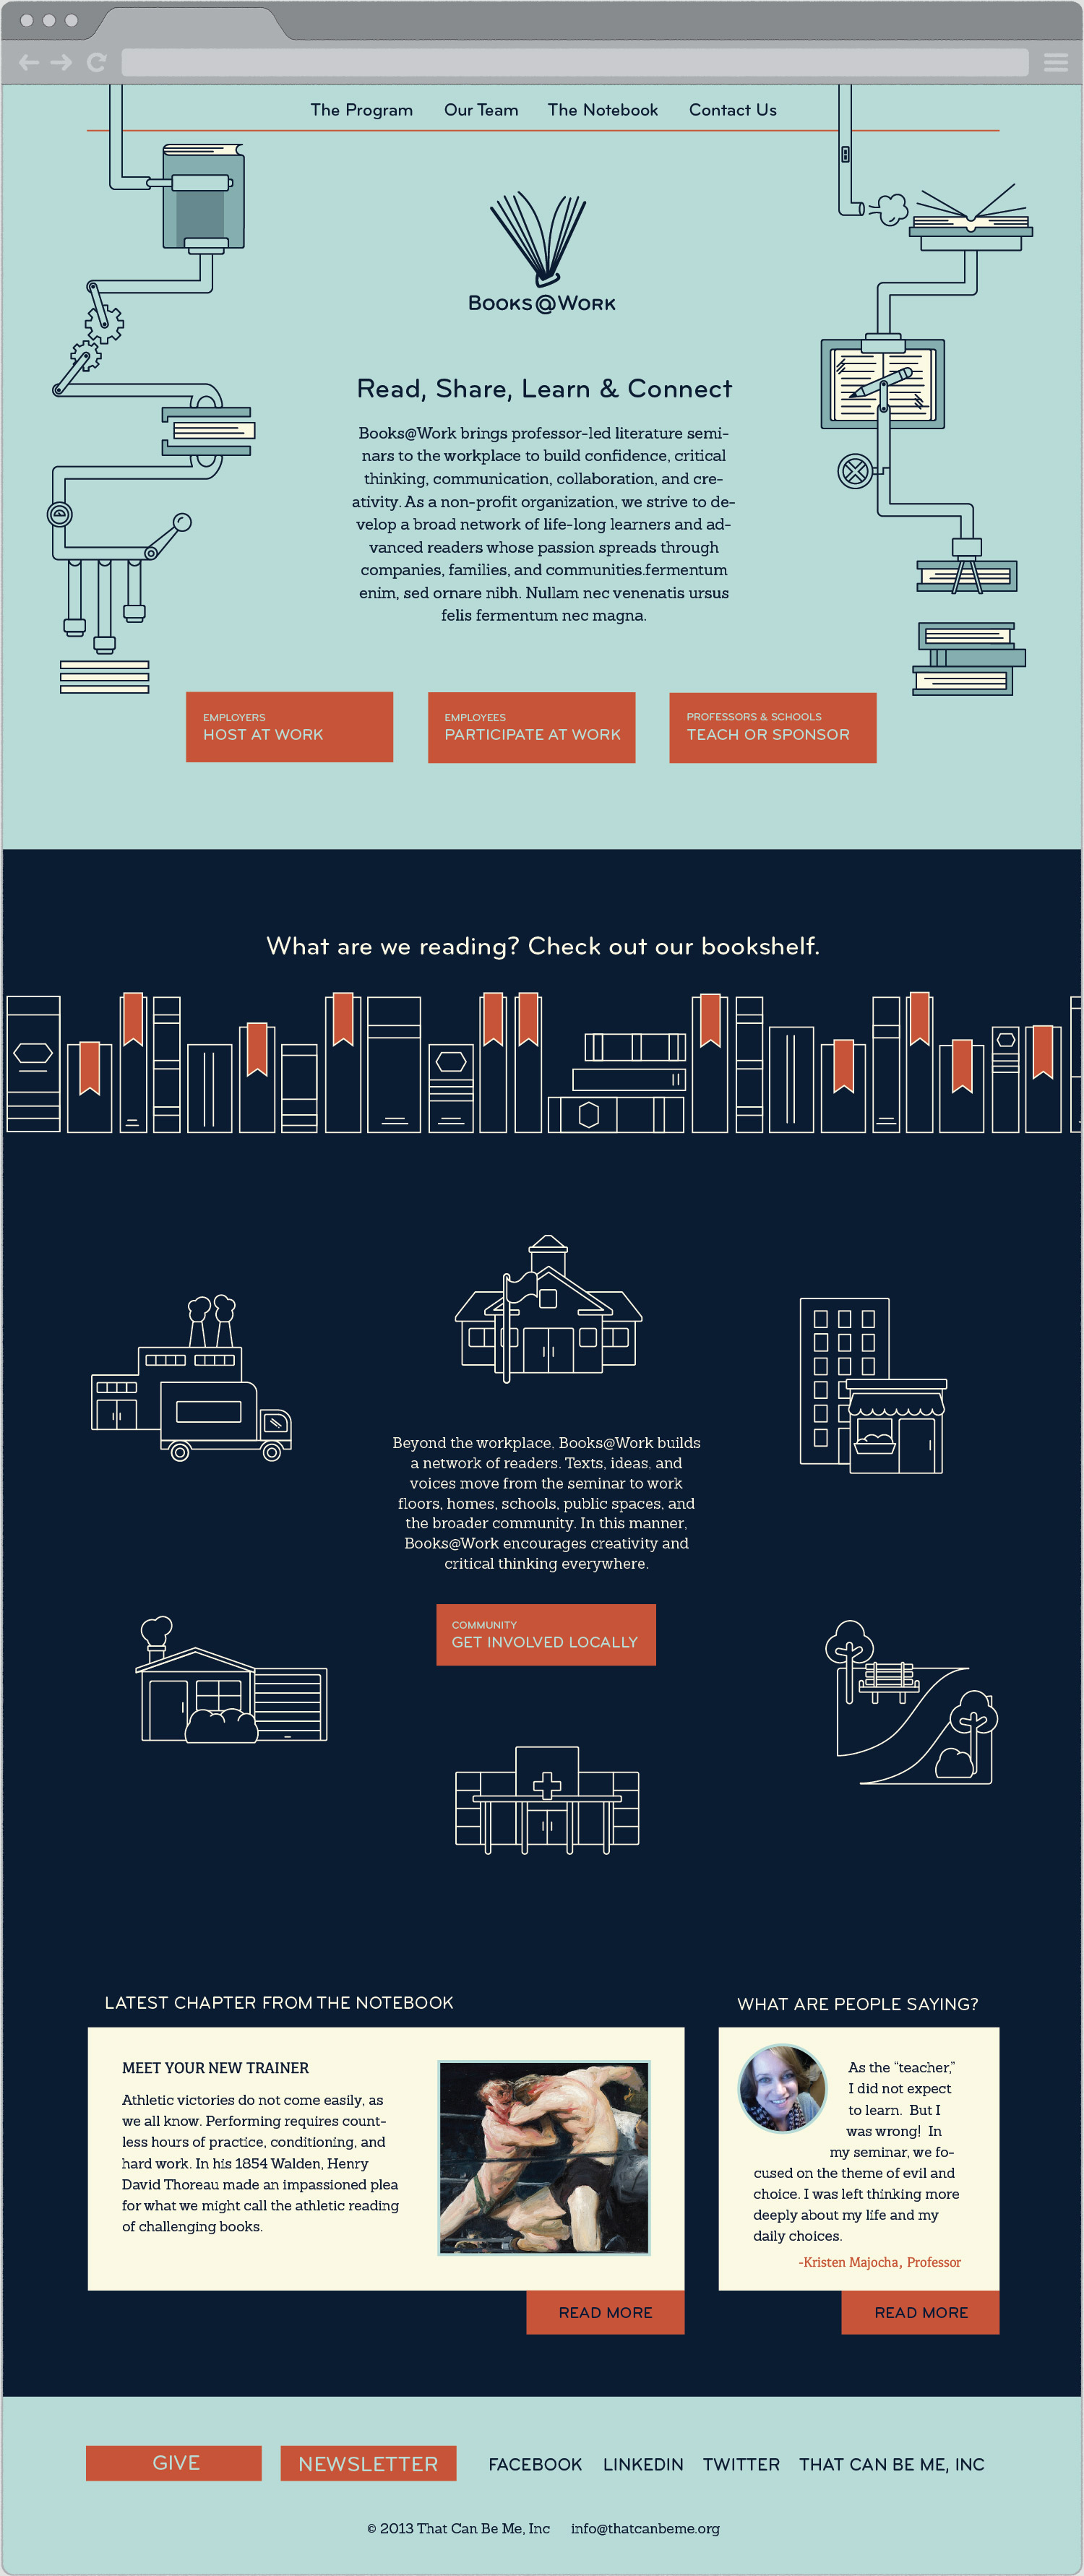 The Program Our Team The Notebook Contact Us
BOOKS@WORK
Read, Share, Learn & Connect
Books@Work brings professor-led literature semi-
nars to the workplace to build confidence, critical
thinking, communication, collaboration, and cre-
ativity. As a non-profit organization, we strive to de-
velop a broad network of life-long learners and ad-
vanced readers whose passion spreads through
companies, families, and communities.fermentum
enim, sed ornare nibh. Nullam nec venenatis ursus
felis fermentum nec magna.
EMPLOYERS
HOST AT WORK
EMPLOYEES
PARTICIPATE AT WORK
PROFESSORS & SCHOOLS
TEACH OR SPONSOR
What are we reading? Check out our bookshelf.
Beyond the workplace, Books@Work builds
a network of readers. Texts, ideas, and
voices move from the seminar to work
floors, homes, schools, public spaces, and
the broader community. In this manner,
Books@Work encourages creativity and
critical thinking everywhere.
COMMUNITY
GET INVOLVED LOCALLY
LATEST CHAPTER FROM THE NOTEBOOK
MEET YOUR NEW TRAINER
Athletic victories do not come easily, as
we all know. Performing requires count-
less hours of practice, conditioning, and
hard work. In his 1854 Walden, Henry
David Thoreau made an impassioned plea
for what we might call the athletic reading
of challenging books.
READ MORE
WHAT ARE PEOPLE SAYING?
As the “teacher,”
I did not expect
to learn. But I
was wrong! In
my seminar, we fo-
cused on the theme of evil and
choice. I was left thinking more
deeply about my life and my
daily choices.
-Kristen Majocha, Professor
READ MORE
GIVE NEWSLETTER FACEBOOK LINKEDIN TWITTER THAT CAN BE ME, INC
© 2013 That Can Be Me, Inc info@thatcanbeme.org